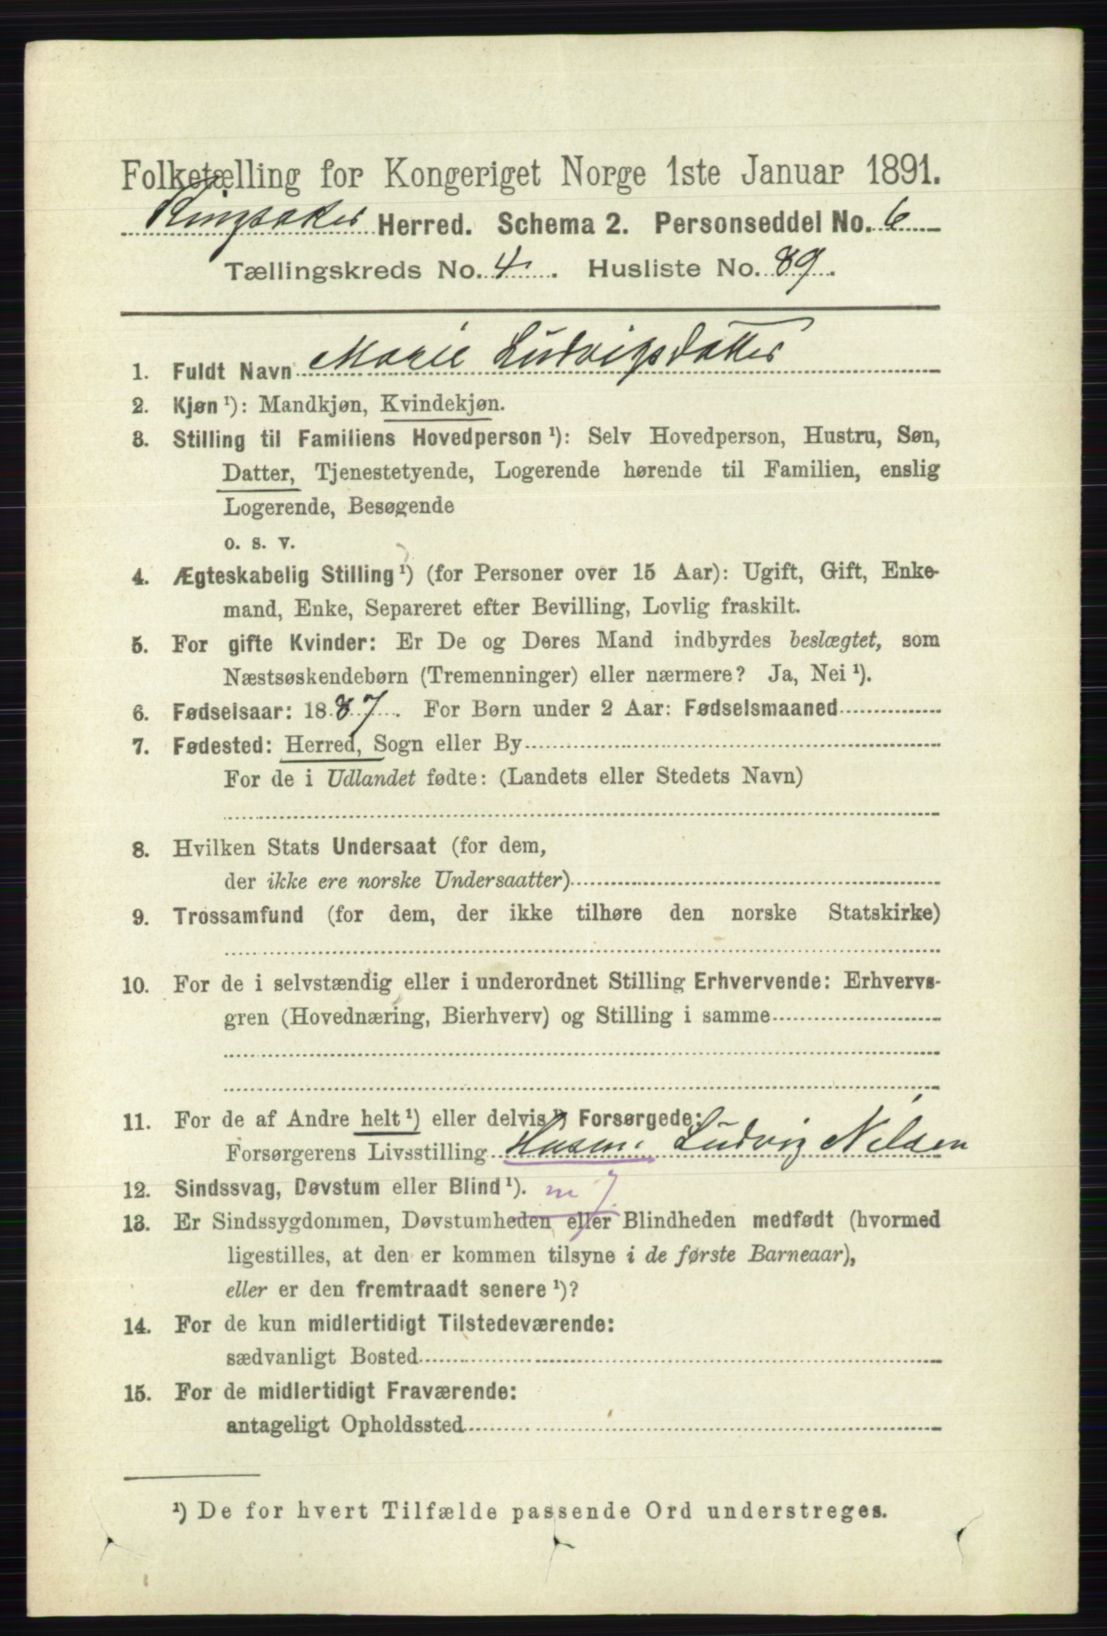 Folketælling for Kongeriget Norge 1ste Januar 1891.
Ringsaker Herred. Schema 2. Personseddel No. 6
Tællingskreds No. 4. Husliste No. 89.
1. Fuldt Navn Marie Ludvigsdatter
2. Kjøn ¹): Mandkjøn, Kvindekjøn.
3. Stilling til Familiens Hovedperson ¹): Selv Hovedperson, Hustru, Søn,
Datter, Tjenestetyende, Logerende hørende til Familien, enslig
Logerende, Besøgende
o. s. v.
4. Ægteskabelig Stilling ¹) (for Personer over 15 Aar): Ugift, Gift, Enke-
mand, Enke, Separeret efter Bevilling, Lovlig fraskilt.
5. For gifte Kvinder: Er De og Deres Mand indbyrdes beslægtet, som
Næstsøskendebørn (Tremenninger) eller nærmere? Ja, Nei ¹).
6. Fødselsaar: 1887. For Børn under 2 Aar: Fødselsmaaned
7. Fødested: Herred, Sogn eller By
For de i Udlandet fødte: (Landets eller Stedets Navn)
8. Hvilken Stats Undersaat (for dem,
der ikke ere norske Undersaatter)
9. Trossamfund (for dem, der ikke tilhøre den norske Statskirke)
10. For de i selvstændig eller i underordnet Stilling Erhvervende: Erhvervs-
gren (Hovednæring, Bierhverv) og Stilling i samme
11. For de af Andre helt ¹) eller delvis ¹) Forsørgede:
Forsørgerens Livsstilling Husm. Ludvig Nilsen
12. Sindssvag, Døvstum eller Blind ¹). m 7
13. Er Sindssygdommen, Døvstumheden eller Blindheden medfødt (hvormed
ligestilles, at den er kommen tilsyne i de første Barneaar),
eller er den fremtraadt senere ¹)?
14. For de kun midlertidigt Tilstedeværende:
sædvanligt Bosted
15. For de midlertidigt Fraværende:
antageligt Opholdssted
¹) De for hvert Tilfælde passende Ord understreges.